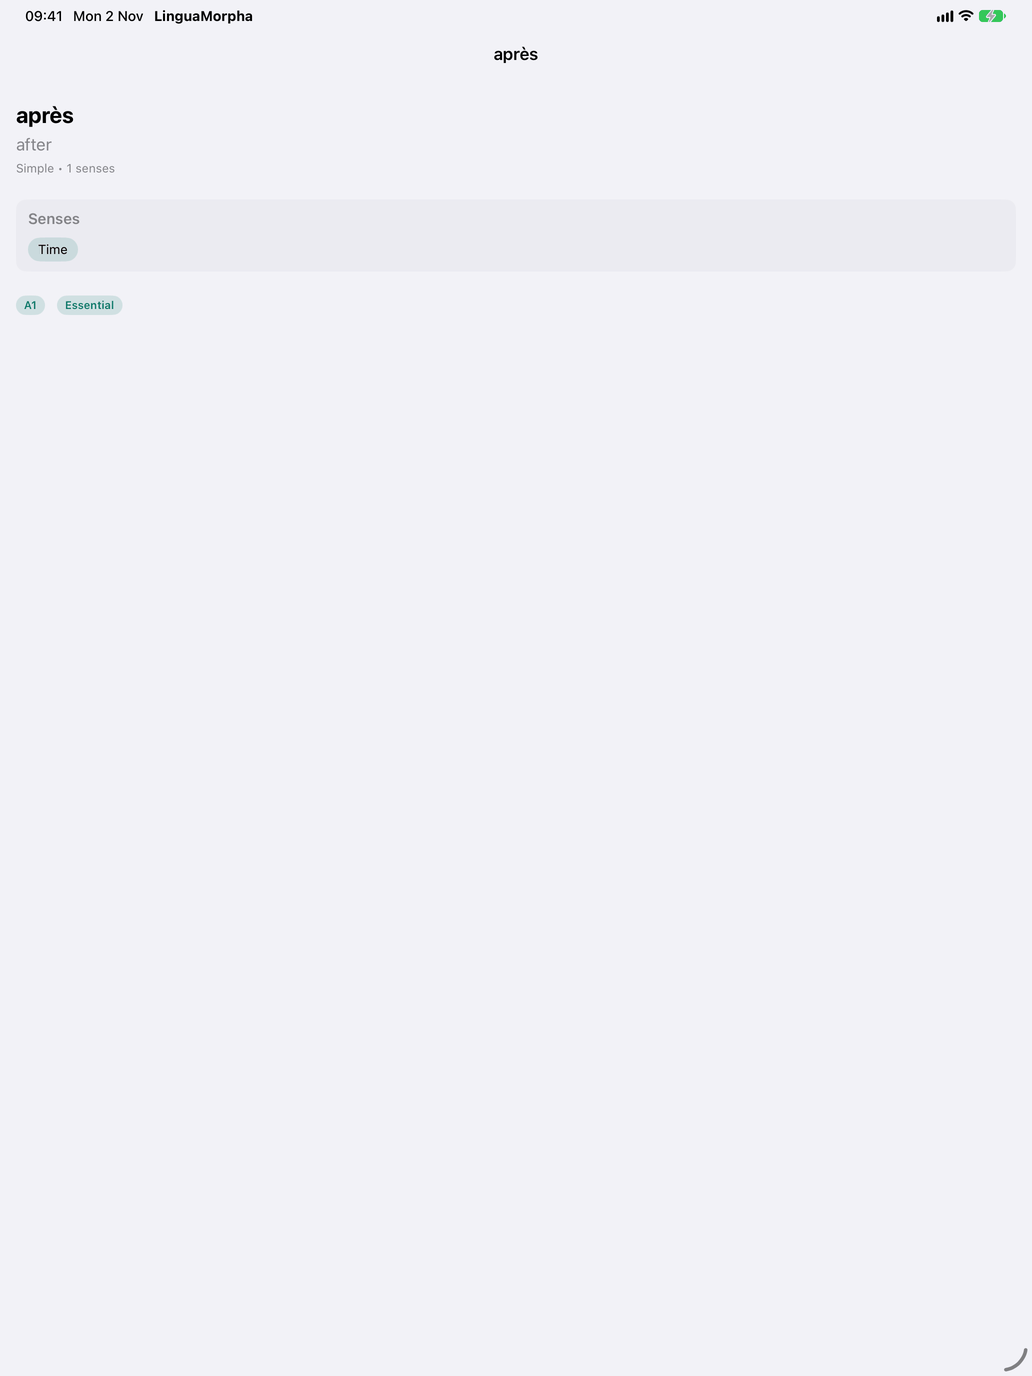 09:41 Mon 2 Nov LinguaMorpha
après
après
after
Simple • 1 senses
Senses
Time
A1 Essential